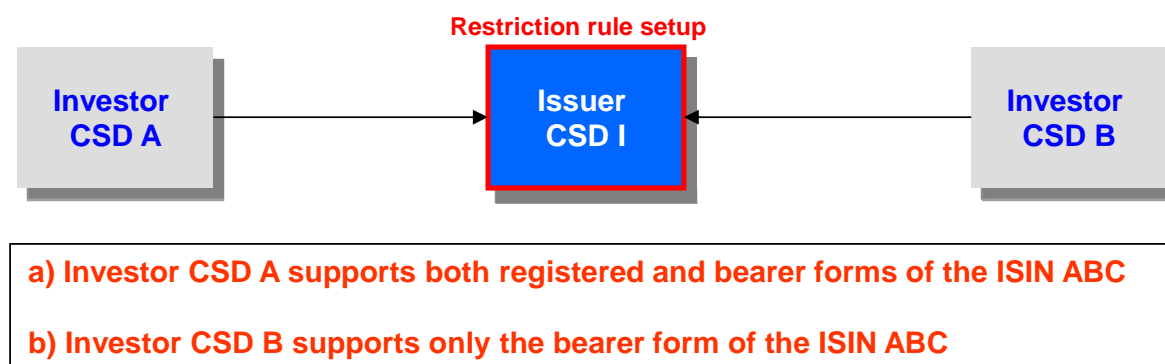 Restriction rule setup
Investor
CSD A
Issuer
CSD I
Investor
CSD B
a) Investor CSD A supports both registered and bearer forms of the ISIN ABC
b) Investor CSD B supports only the bearer form of the ISIN ABC